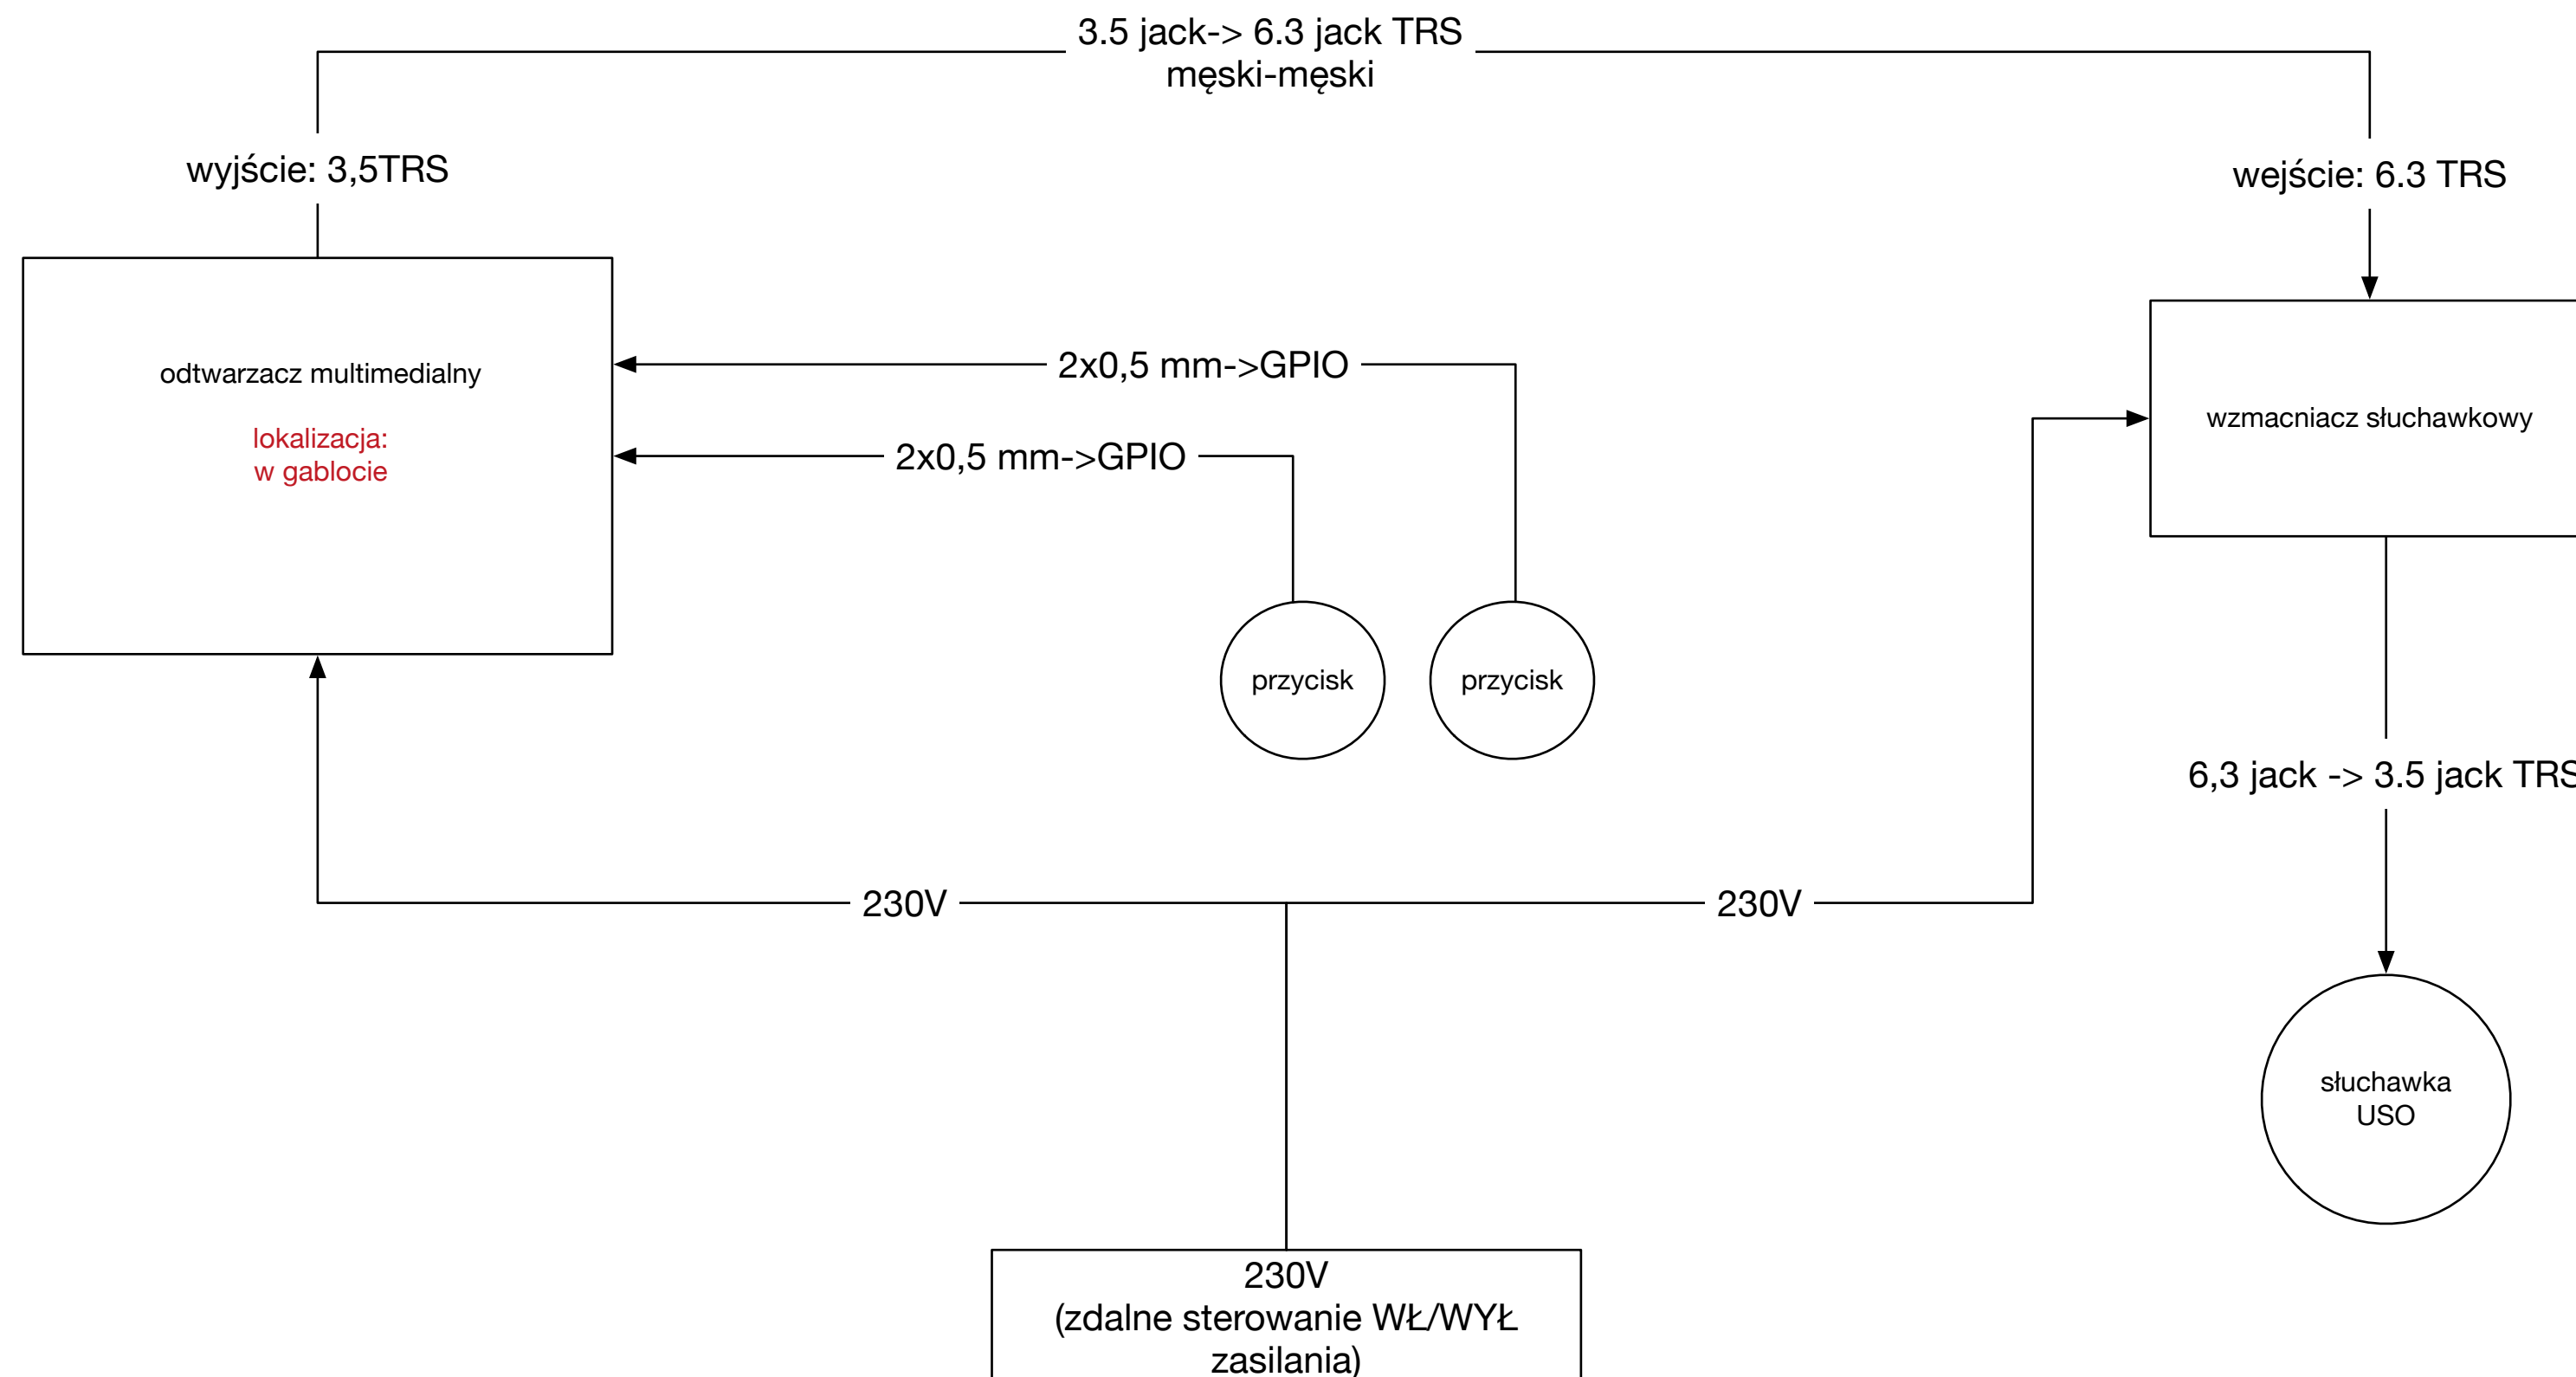 3.5 jack-> 6.3 jack TRS
męski-męski
wyjście: 3,5TRS
wejście: 6.3 TRS
odtwarzacz multimedialny
lokalizacja:
w gablocie
2x0,5 mm->GPIO
2x0,5 mm->GPIO
wzmacniacz słuchawkowy
przycisk
przycisk
6,3 jack -> 3.5 jack TRS
230V
230V
słuchawka
USO
230V
(zdalne sterowanie WŁ/WYŁ
zasilania)